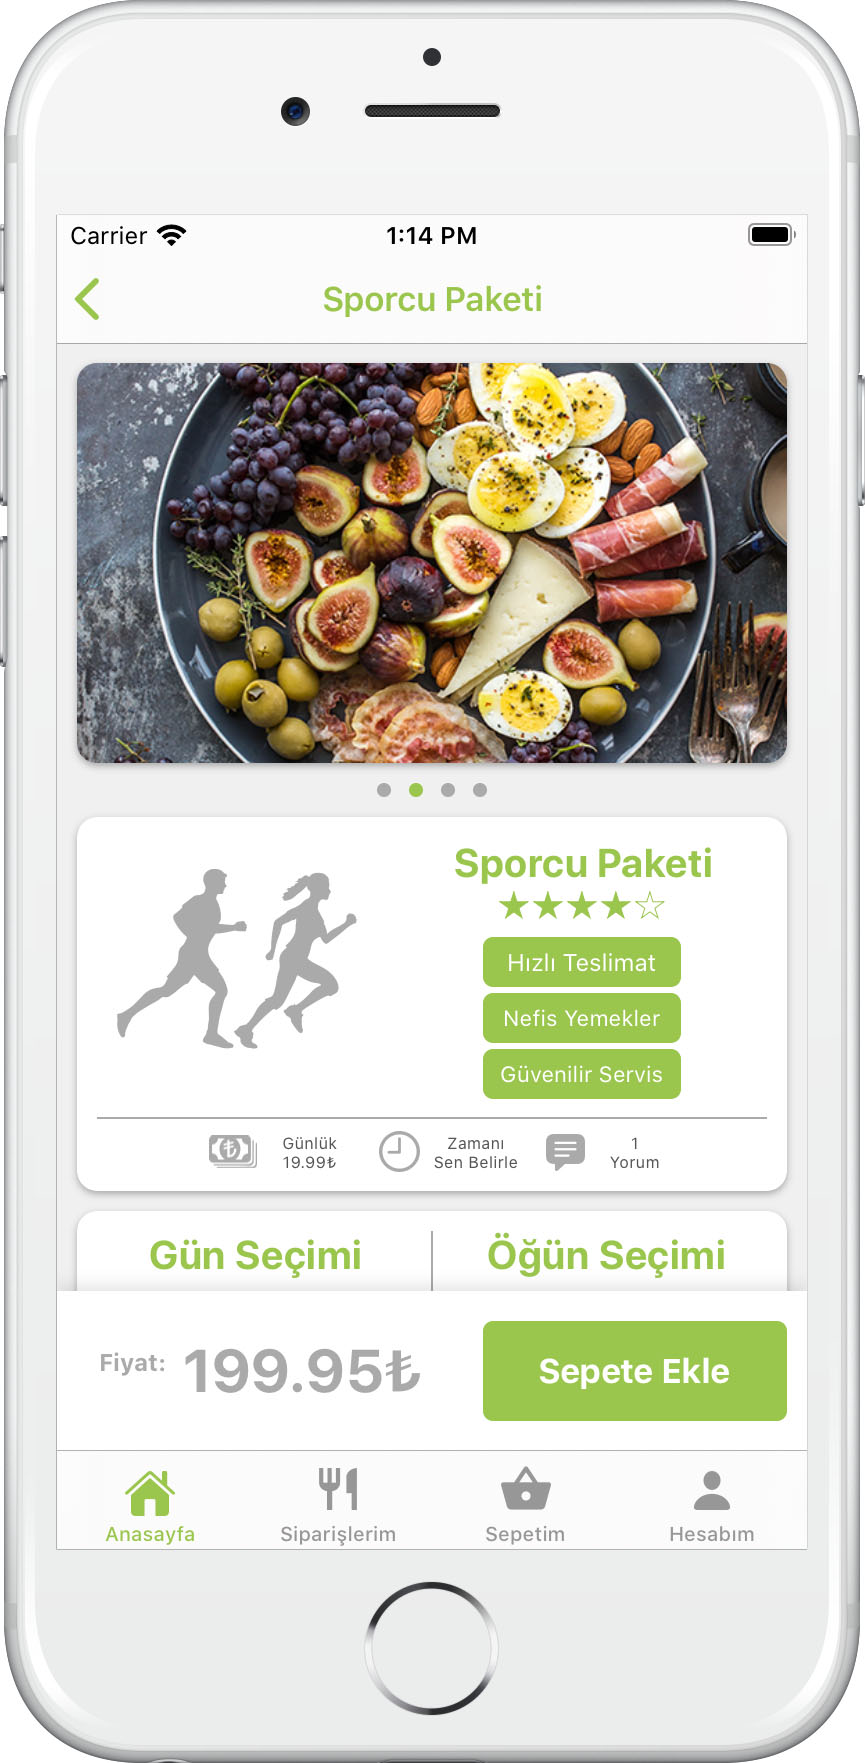 Carrier
1:14 PM
Sporcu Paketi
Sporcu Paketi
Hızlı Teslimat
Nefis Yemekler
Güvenilir Servis
Günlük
19.99₺
Zamanı
Sen Belirle
1
Yorum
Gün Seçimi
Öğün Seçimi
Fiyat: 199.95₺
Sepete Ekle
Anasayfa
Siparişlerim
Sepetim
Hesabım